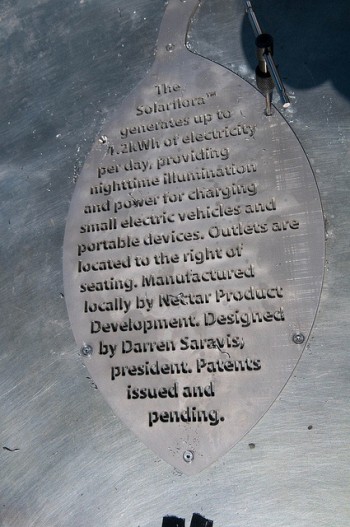 The
Solarflora™
generates up to
1.2kWh of electricity
per day, providing
nighttime illumination
and power for charging
small electric vehicles and
portable devices. Outlets are
located to the right of
seating. Manufactured
locally by Nectar Product
Development. Designed
by Darren Saravis,
president. Patents
issued and
pending.